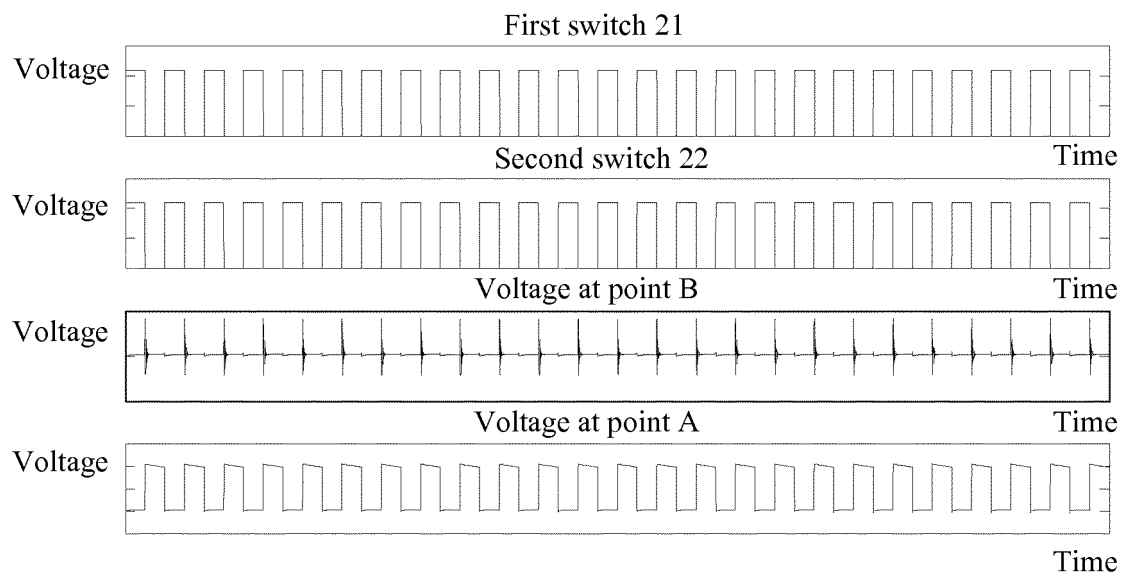 First switch 21
Voltage
Time
Second switch 22
Voltage
Time
Voltage at point B
Voltage
Time
Voltage at point A
Voltage
Time